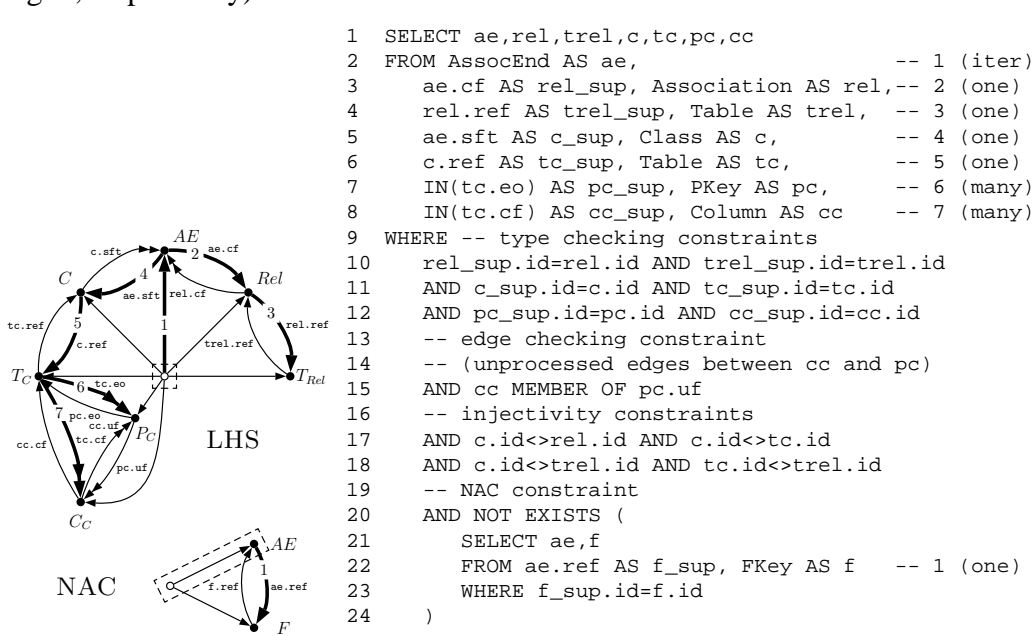 1 SELECT ae,rel,trel,c,tc,pc,cc
2 FROM AssocEnd AS ae, -- 1 (iter)
3 ae.cf AS rel_sup, Association AS rel,-- 2 (one)
4 rel.ref AS trel_sup, Table AS trel, -- 3 (one)
5 ae.sft AS c_sup, Class AS c, -- 4 (one)
6 c.ref AS tc_sup, Table AS tc, -- 5 (one)
7 IN(tc.eo) AS pc_sup, PKey AS pc, -- 6 (many)
8 IN(tc.cf) AS cc_sup, Column AS cc -- 7 (many)
9 WHERE -- type checking constraints
10 rel_sup.id=rel.id AND trel_sup.id=trel.id
11 AND c_sup.id=c.id AND tc_sup.id=tc.id
12 AND pc_sup.id=pc.id AND cc_sup.id=cc.id
13 -- edge checking constraint
14 -- (unprocessed edges between cc and pc)
15 AND cc MEMBER OF pc.uf
16 -- injectivity constraints
17 AND c.id<>rel.id AND c.id<>tc.id
18 AND c.id<>trel.id AND tc.id<>trel.id
19 -- NAC constraint
20 AND NOT EXISTS (
21 SELECT ae,f
22 FROM ae.ref AS f_sup, FKey AS f -- 1 (one)
23 WHERE f_sup.id=f.id
24 )
AE
c.sft
2 ae.cf
4
C
Rel
ae.sft
rel.cf
5
1
3
tc.ref
rel.ref
c.ref
trel.ref
T_C
6 tc.eo
T_Rel
7 pc.eo
cc.uf
P_C
tc.cf
cc.cf
LHS
pc.uf
C_C
AE
1
NAC
f.ref
ae.ref
F